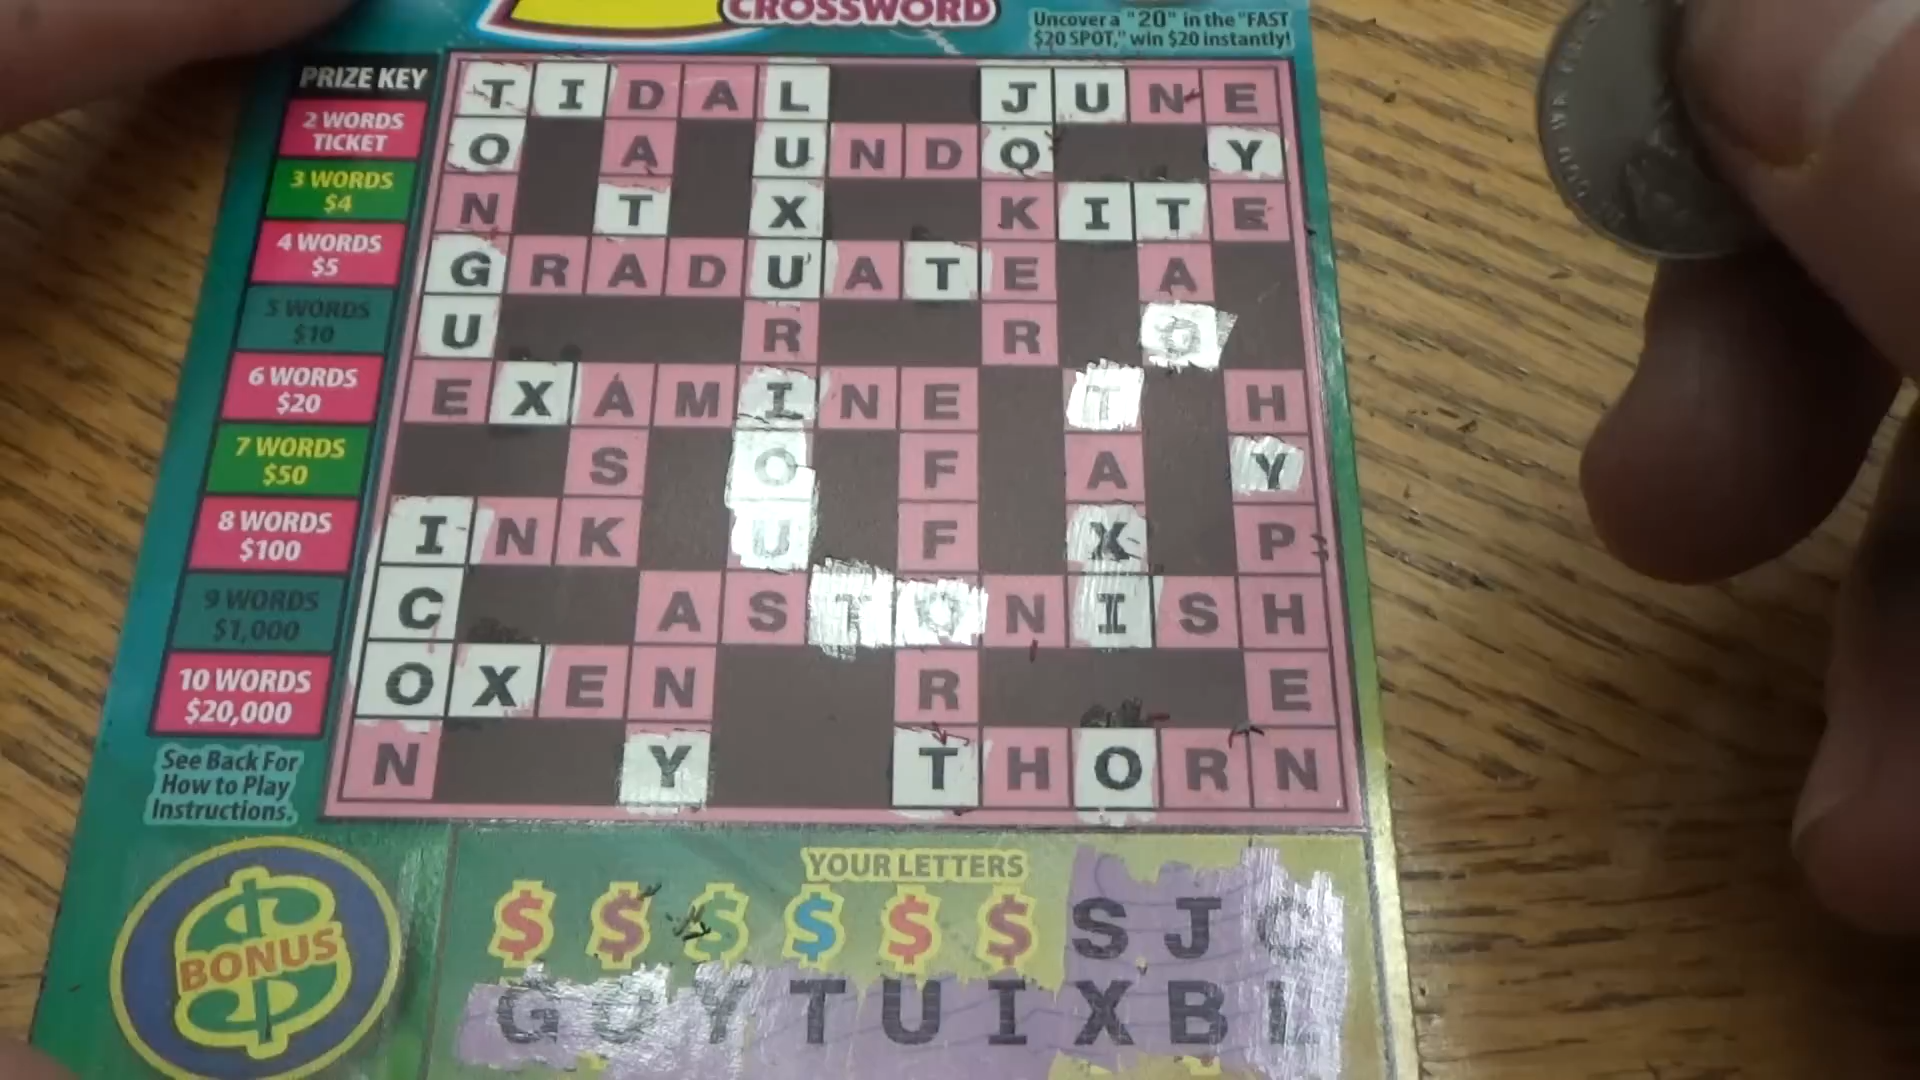 CROSSWORD
Uncover a "20" in the "FAST
$20 SPOT," win $20 instantly!
PRIZE KEY
2 WORDS
TICKET
3 WORDS
$4
4 WORDS
$5
5 WORDS
$10
6 WORDS
$20
7 WORDS
$50
8 WORDS
$100
9 WORDS
$1,000
10 WORDS
$20,000
See Back For
How to Play
Instructions.
T I D A L J U N E
O A U N D O Y
N T X K I T E
G R A D U A T E A
U R R O
E X A M I N E T H
S O F A Y
I N K U F X P
C A S T O N I S H
O X E N R E
N Y T H O R N
BONUS
YOUR LETTERS
$ $ $ $ $ $ S J C
G O Y T U I X B L